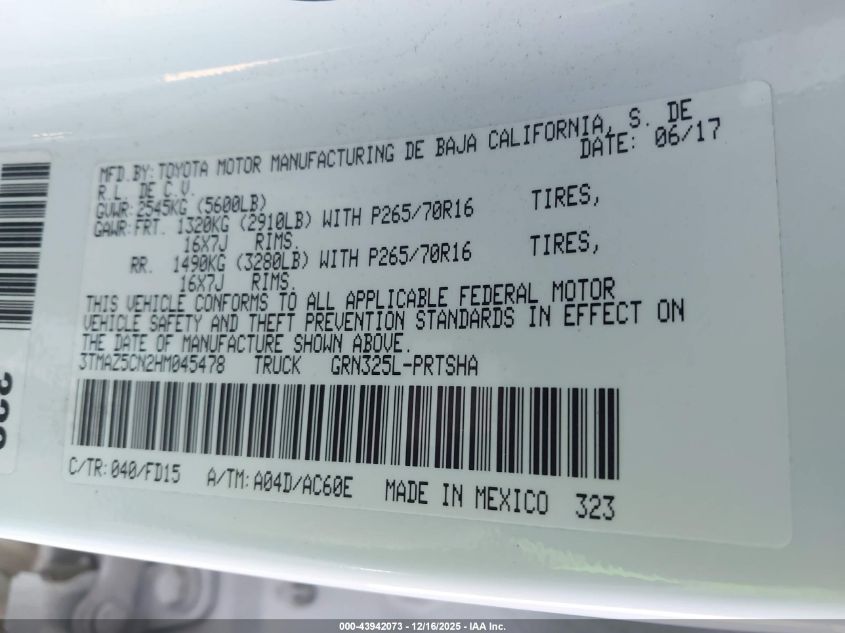 MFD.BY:TOYOTA MOTOR MANUFACTURING DE BAJA CALIFORNIA, S. DE
R.L. DE C.V. DATE: 06/17
GVWR:2545KG (5600LB)
GAWR:FRT. 1320KG (2910LB) WITH P265/70R16 TIRES,
16X7J RIMS.
RR. 1490KG (3280LB) WITH P265/70R16 TIRES,
16X7J RIMS.
THIS VEHICLE CONFORMS TO ALL APPLICABLE FEDERAL MOTOR
VEHICLE SAFETY AND THEFT PREVENTION STANDARDS IN EFFECT ON
THE DATE OF MANUFACTURE SHOWN ABOVE.
3TMAZ5CN2HM045478 TRUCK GRN325L-PRTSHA
C/TR:040/FD15 A/TM:A04D/AC60E MADE IN MEXICO 323
000-43942073 - 12/16/2025 - IAA Inc.